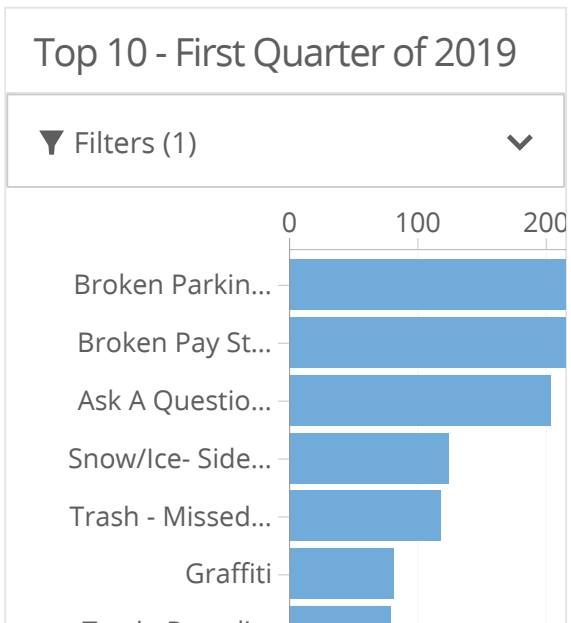 Top 10 - First Quarter of 2019
Filters (1)
0 100 200
Broken Parkin...
Broken Pay St...
Ask A Questio...
Snow/Ice- Side...
Trash - Missed...
Graffiti